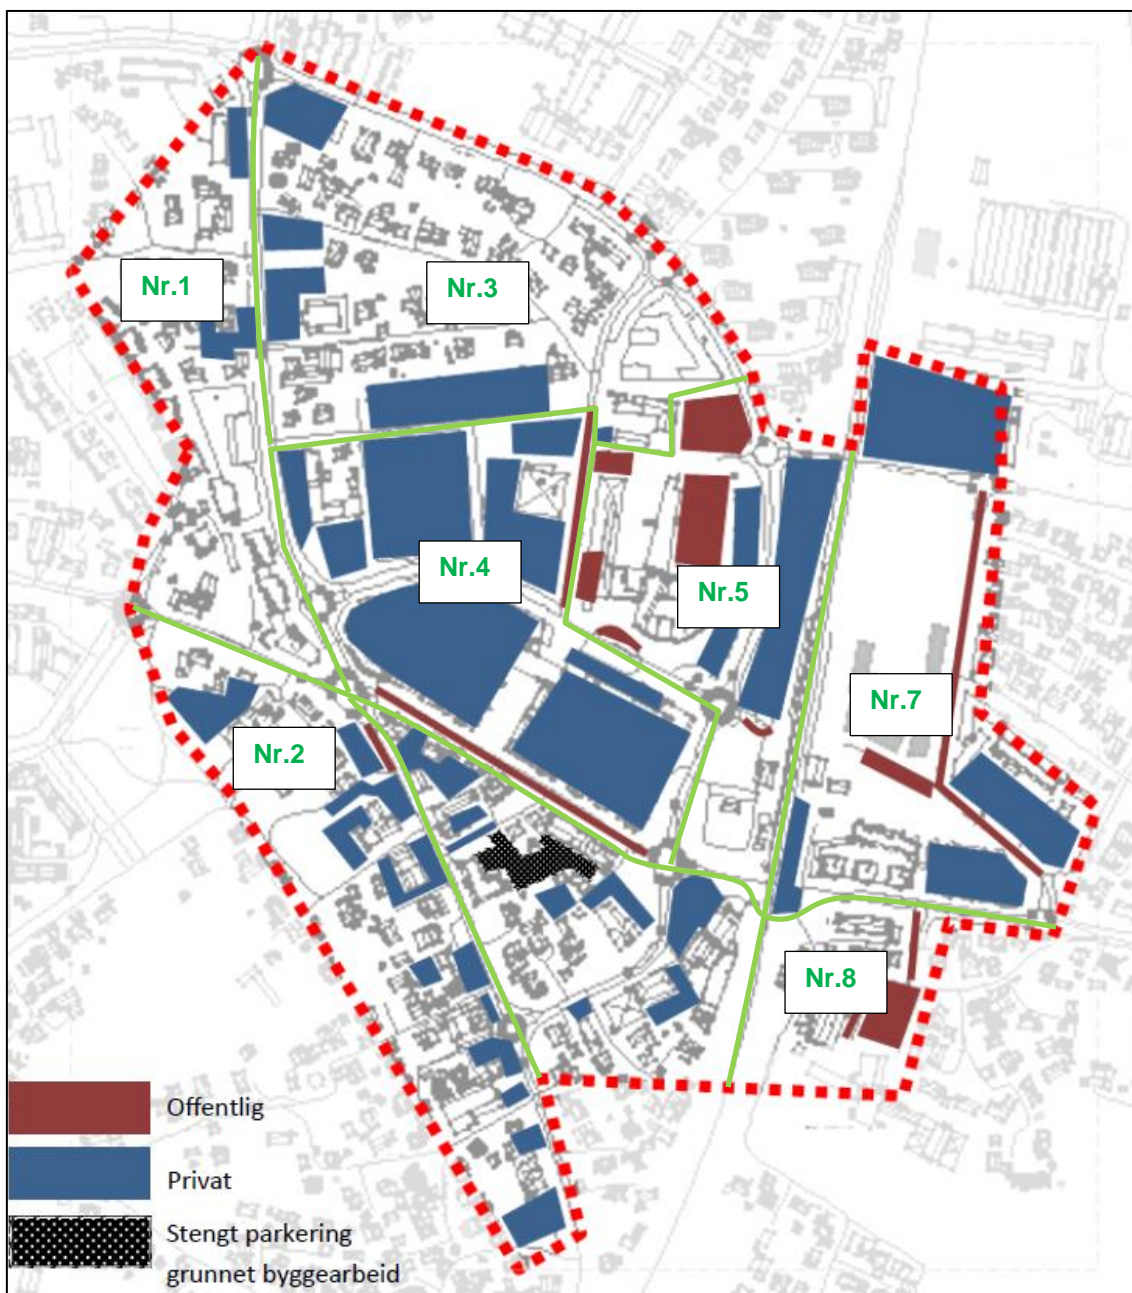 Nr.1
Nr.3
Nr.4
Nr.5
Nr.7
Nr.2
Nr.8
Offentlig
Privat
Stengt parkering
grunnet byggearbeid